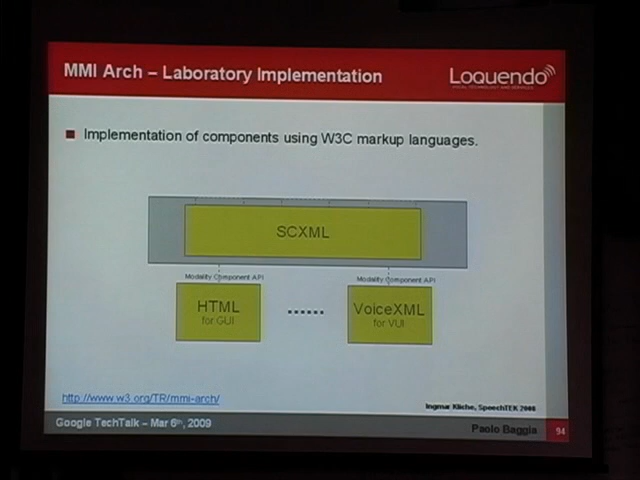 MMI Arch – Laboratory Implementation
Loquendo
Implementation of components using W3C markup languages.
SCXML
Modality Component API
Modality Component API
HTML
for GUI
......
VoiceXML
for VUI
http://www.w3.org/TR/mmi-arch/
Ingmar Kliche, SpeechTEK 2008
Google TechTalk – Mar 6th, 2009
Paolo Baggia
94